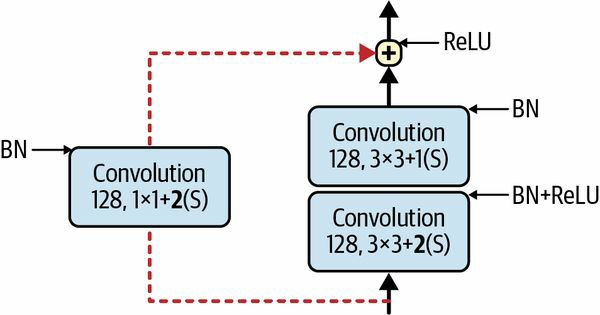 ReLU
+
Convolution
128, 3×3+1(S)
BN
BN
Convolution
128, 1×1+2(S)
BN+ReLU
Convolution
128, 3×3+2(S)